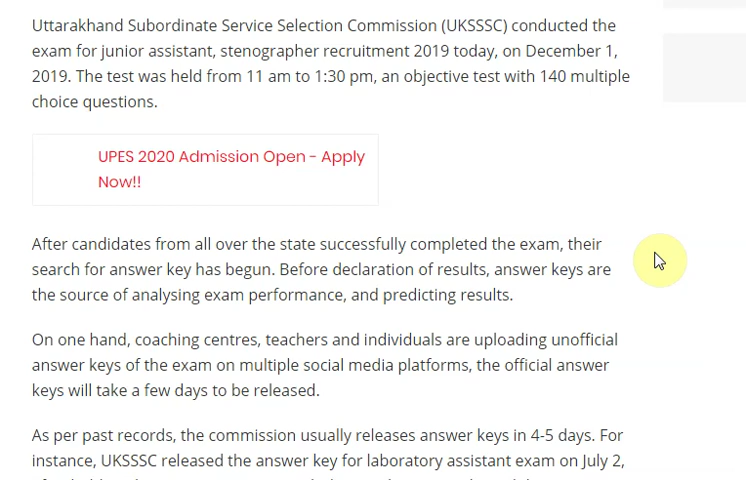 Uttarakhand Subordinate Service Selection Commission (UKSSSC) conducted the
exam for junior assistant, stenographer recruitment 2019 today, on December 1,
2019. The test was held from 11 am to 1:30 pm, an objective test with 140 multiple
choice questions.
UPES 2020 Admission Open - Apply
Now!!
After candidates from all over the state successfully completed the exam, their
search for answer key has begun. Before declaration of results, answer keys are
the source of analysing exam performance, and predicting results.
On one hand, coaching centres, teachers and individuals are uploading unofficial
answer keys of the exam on multiple social media platforms, the official answer
keys will take a few days to be released.
As per past records, the commission usually releases answer keys in 4-5 days. For
instance, UKSSSC released the answer key for laboratory assistant exam on July 2,